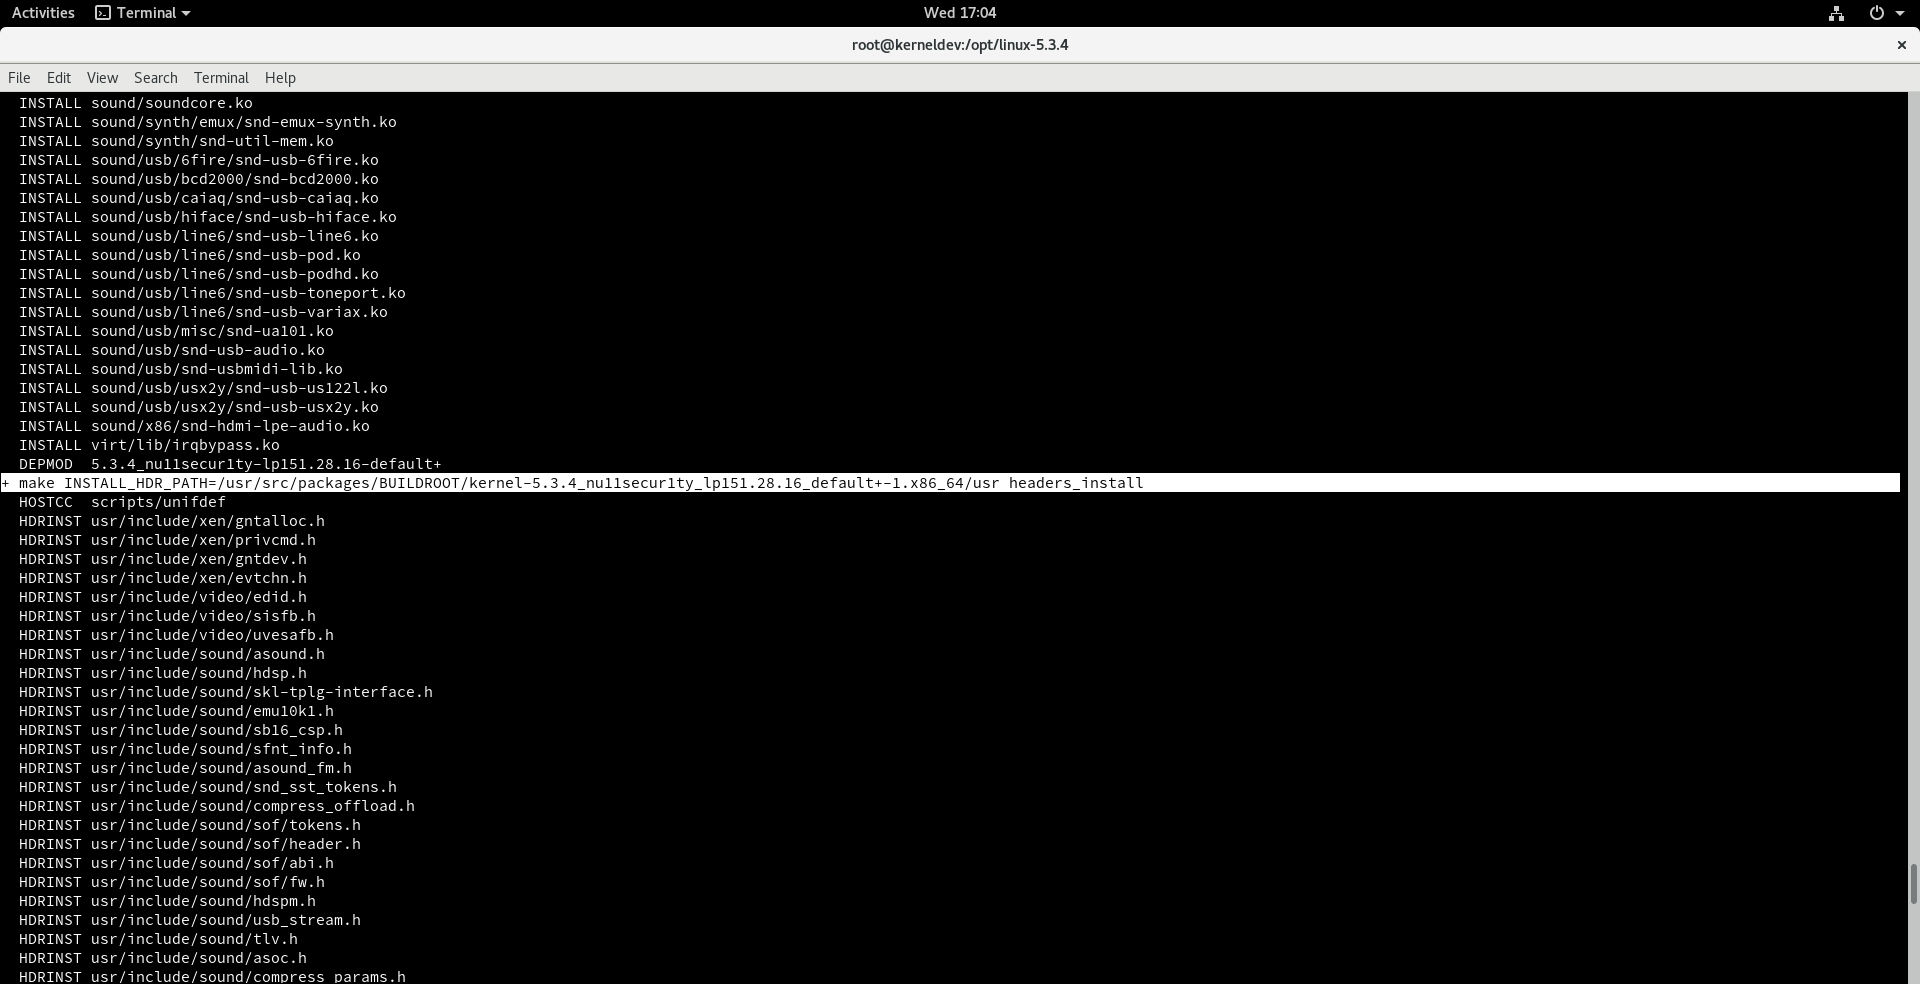 Activities Terminal Wed 17:04
root@kerneldev:/opt/linux-5.3.4 ×
File Edit View Search Terminal Help
INSTALL sound/soundcore.ko
INSTALL sound/synth/emux/snd-emux-synth.ko
INSTALL sound/synth/snd-util-mem.ko
INSTALL sound/usb/6fire/snd-usb-6fire.ko
INSTALL sound/usb/bcd2000/snd-bcd2000.ko
INSTALL sound/usb/caiaq/snd-usb-caiaq.ko
INSTALL sound/usb/hiface/snd-usb-hiface.ko
INSTALL sound/usb/line6/snd-usb-line6.ko
INSTALL sound/usb/line6/snd-usb-pod.ko
INSTALL sound/usb/line6/snd-usb-podhd.ko
INSTALL sound/usb/line6/snd-usb-toneport.ko
INSTALL sound/usb/line6/snd-usb-variax.ko
INSTALL sound/usb/misc/snd-ua101.ko
INSTALL sound/usb/snd-usb-audio.ko
INSTALL sound/usb/snd-usbmidi-lib.ko
INSTALL sound/usb/usx2y/snd-usb-us122l.ko
INSTALL sound/usb/usx2y/snd-usb-usx2y.ko
INSTALL sound/x86/snd-hdmi-lpe-audio.ko
INSTALL virt/lib/irqbypass.ko
DEPMOD  5.3.4_nu11secur1ty-lp151.28.16-default+
+ make INSTALL_HDR_PATH=/usr/src/packages/BUILDROOT/kernel-5.3.4_nu11secur1ty_lp151.28.16_default+-1.x86_64/usr headers_install
HOSTCC  scripts/unifdef
HDRINST usr/include/xen/gntalloc.h
HDRINST usr/include/xen/privcmd.h
HDRINST usr/include/xen/gntdev.h
HDRINST usr/include/xen/evtchn.h
HDRINST usr/include/video/edid.h
HDRINST usr/include/video/sisfb.h
HDRINST usr/include/video/uvesafb.h
HDRINST usr/include/sound/asound.h
HDRINST usr/include/sound/hdsp.h
HDRINST usr/include/sound/skl-tplg-interface.h
HDRINST usr/include/sound/emu10k1.h
HDRINST usr/include/sound/sb16_csp.h
HDRINST usr/include/sound/sfnt_info.h
HDRINST usr/include/sound/asound_fm.h
HDRINST usr/include/sound/snd_sst_tokens.h
HDRINST usr/include/sound/compress_offload.h
HDRINST usr/include/sound/sof/tokens.h
HDRINST usr/include/sound/sof/header.h
HDRINST usr/include/sound/sof/abi.h
HDRINST usr/include/sound/sof/fw.h
HDRINST usr/include/sound/hdspm.h
HDRINST usr/include/sound/usb_stream.h
HDRINST usr/include/sound/tlv.h
HDRINST usr/include/sound/asoc.h
HDRINST usr/include/sound/compress_params.h